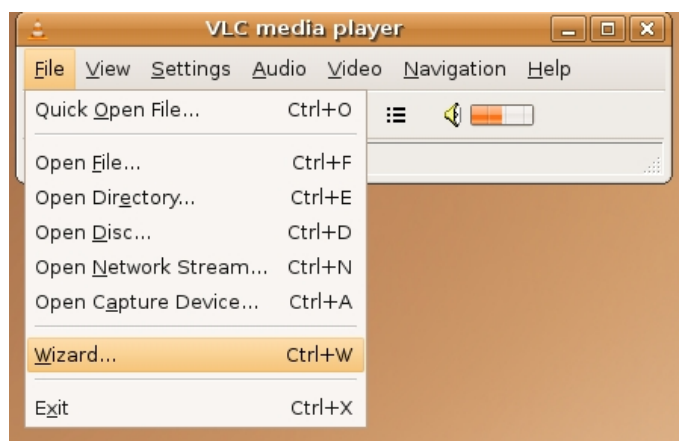 VLC media player
File View Settings Audio Video Navigation Help
Quick Open File... Ctrl+O
Open File... Ctrl+F
Open Directory... Ctrl+E
Open Disc... Ctrl+D
Open Network Stream... Ctrl+N
Open Capture Device... Ctrl+A
Wizard... Ctrl+W
Exit Ctrl+X